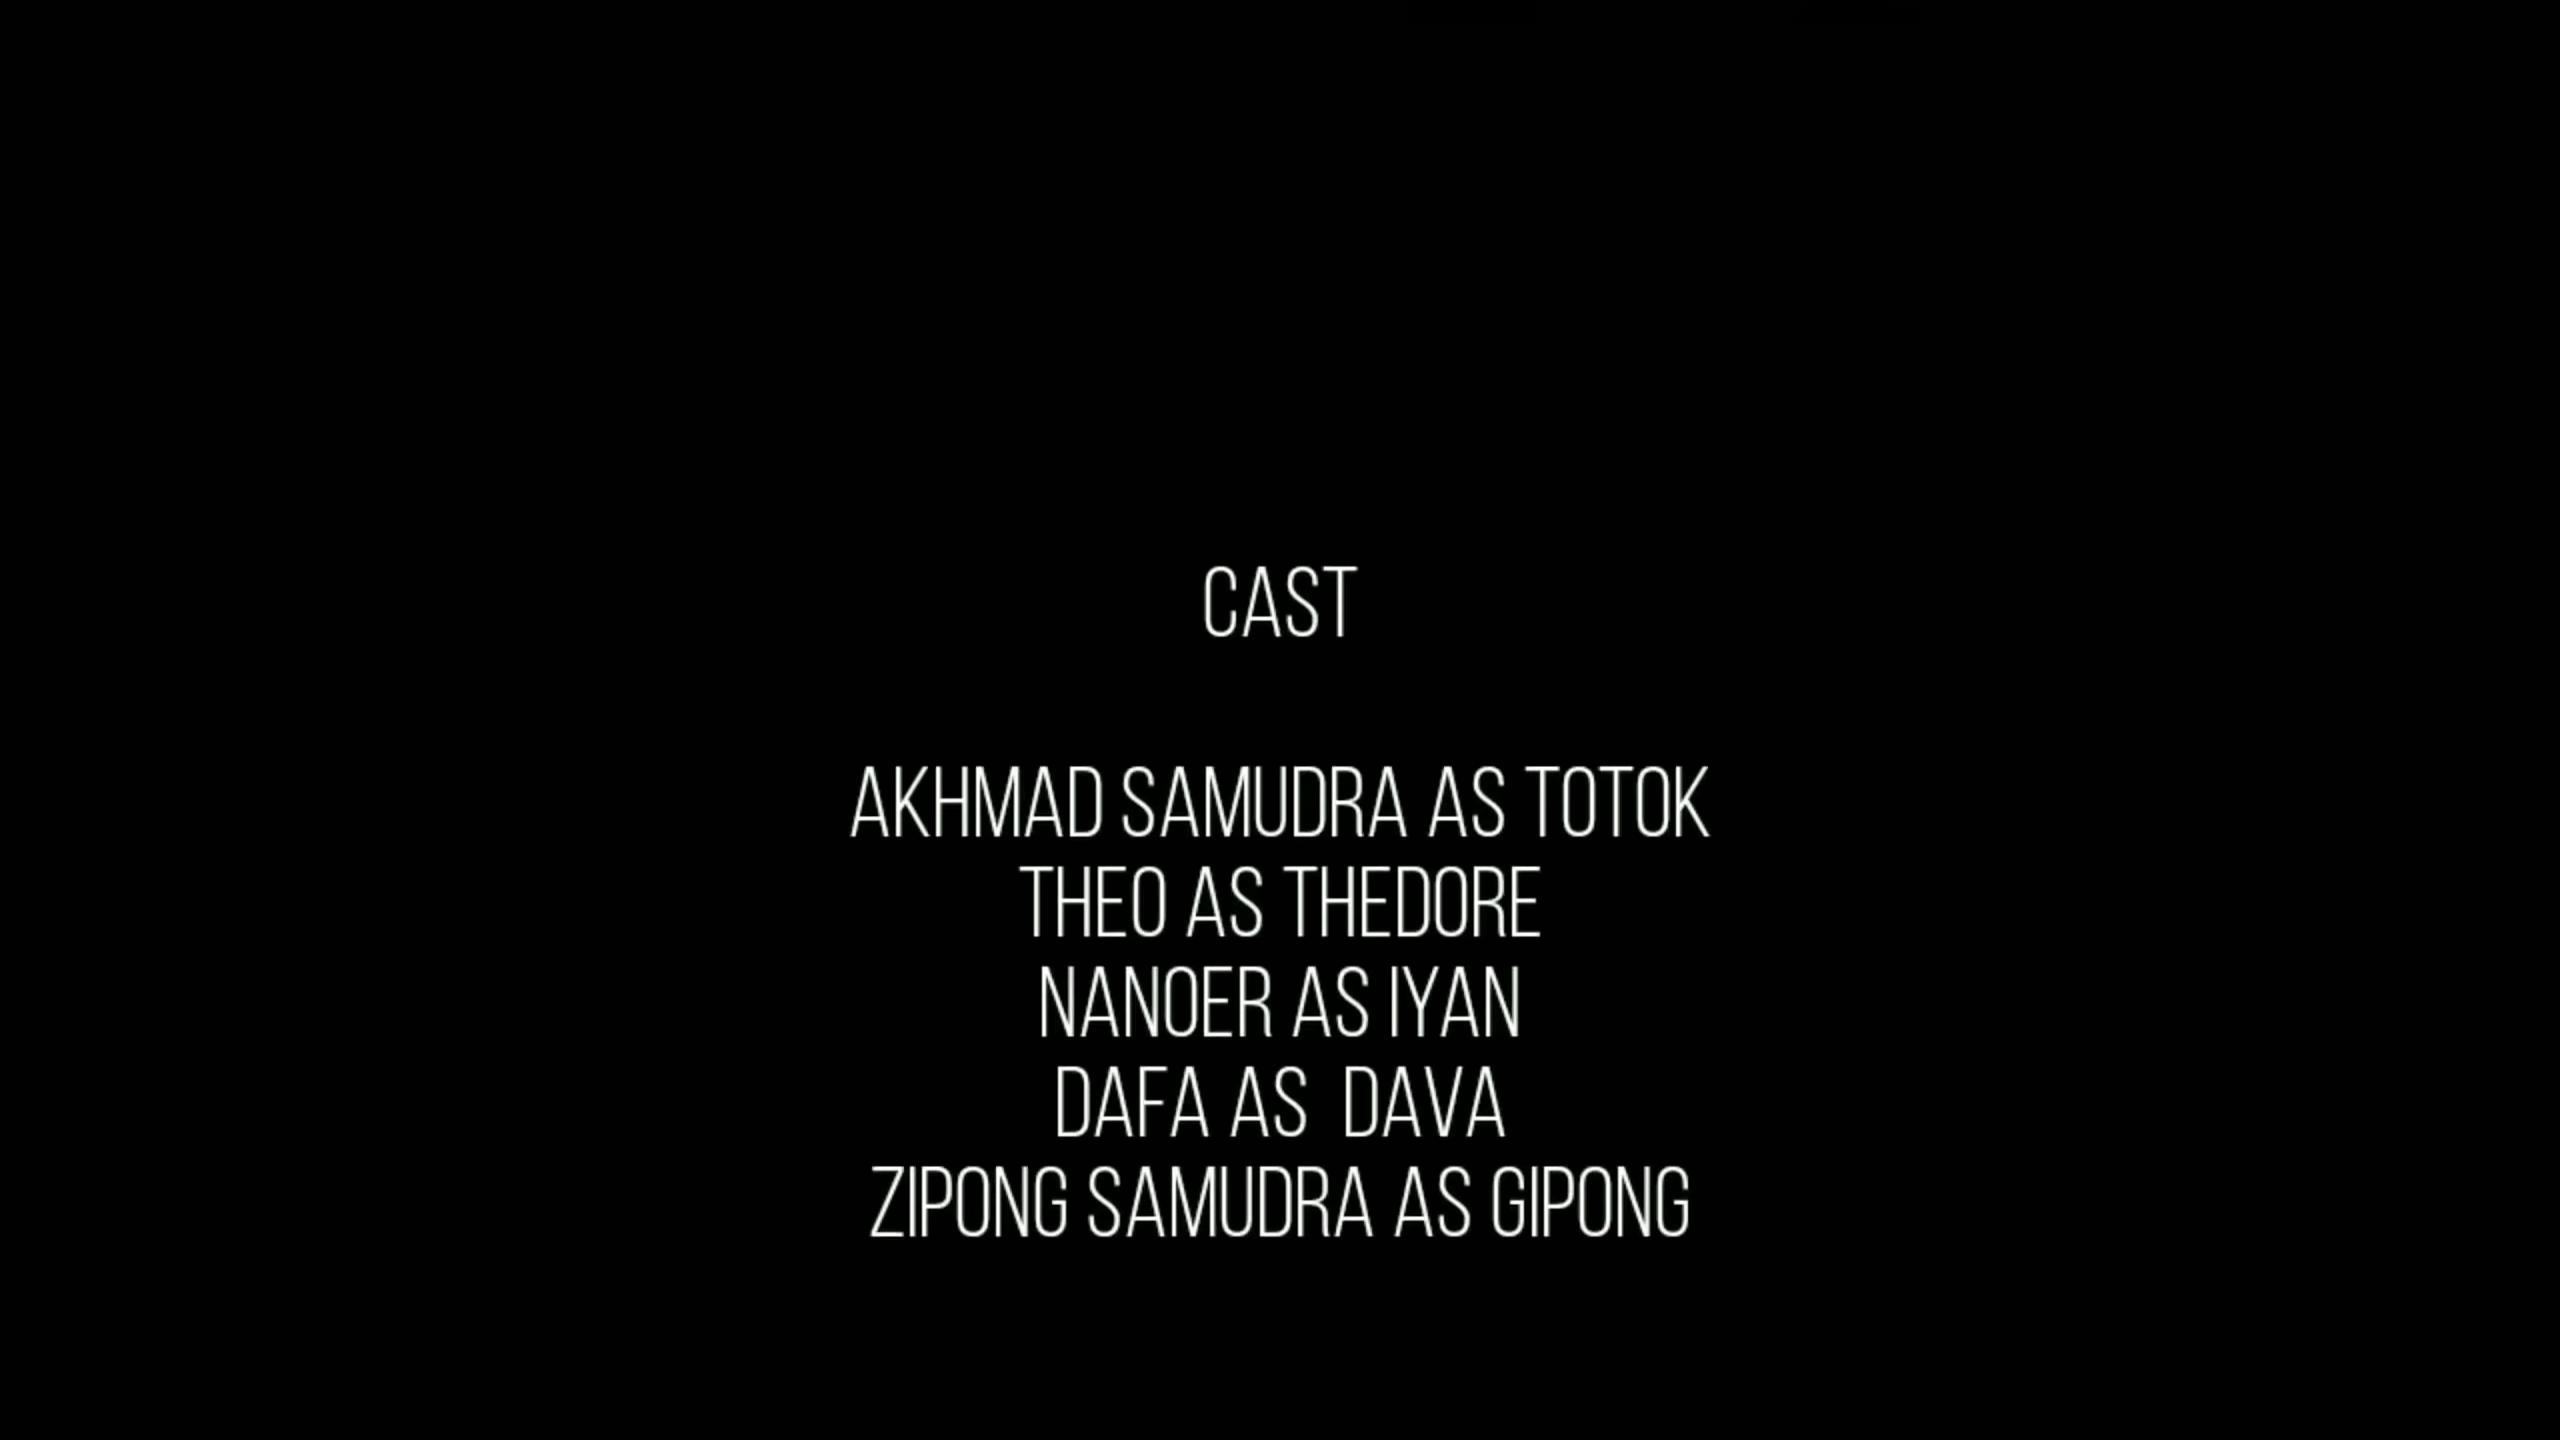 CAST
AKHMAD SAMUDRA AS TOTOK
THEO AS THEDORE
NANOER AS IYAN
DAFA AS DAVA
ZIPONG SAMUDRA AS GIPONG